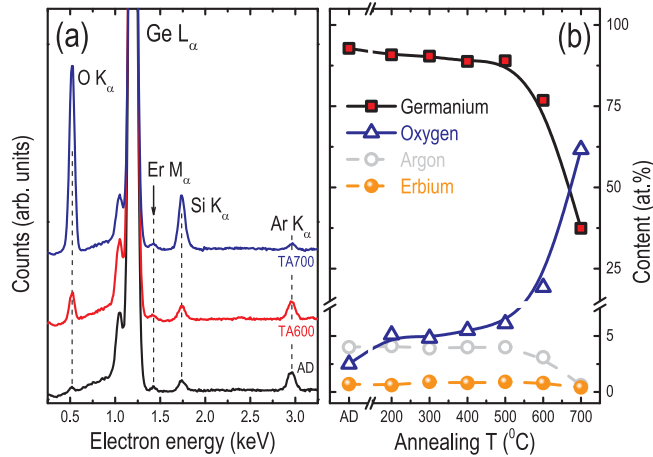 (a)
Ge Lα
O Kα
Er Mα
Si Kα
Ar Kα
TA700
TA600
AD
Counts (arb. units)
0.5 1.0 1.5 2.0 2.5 3.0
Electron energy (keV)
(b)
Germanium
Oxygen
Argon
Erbium
100
75
50
25
5
0
Content (at.%)
AD 200 300 400 500 600 700
Annealing T (⁰C)